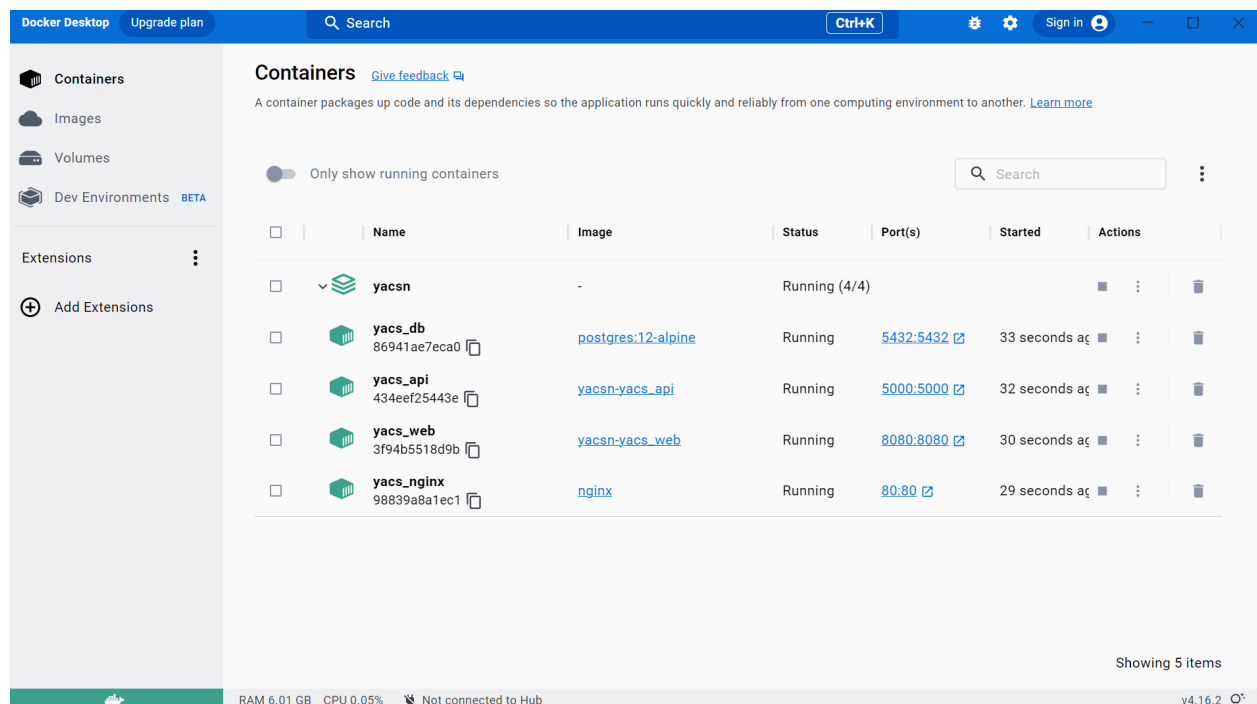 Docker Desktop Upgrade plan Search Ctrl+K Sign in
Containers
Images
Volumes
Dev Environments BETA
Extensions
Add Extensions
Containers Give feedback
A container packages up code and its dependencies so the application runs quickly and reliably from one computing environment to another. Learn more
Only show running containers Search
Name Image Status Port(s) Started Actions
yacsn - Running (4/4)
yacs_db
86941ae7eca0 postgres:12-alpine Running 5432:5432 33 seconds ag
yacs_api
434eef25443e yacsn-yacs_api Running 5000:5000 32 seconds ag
yacs_web
3f94b5518d9b yacsn-yacs_web Running 8080:8080 30 seconds ag
yacs_nginx
98839a8a1ec1 nginx Running 80:80 29 seconds ag
Showing 5 items
RAM 6.01 GB CPU 0.05% Not connected to Hub v4.16.2